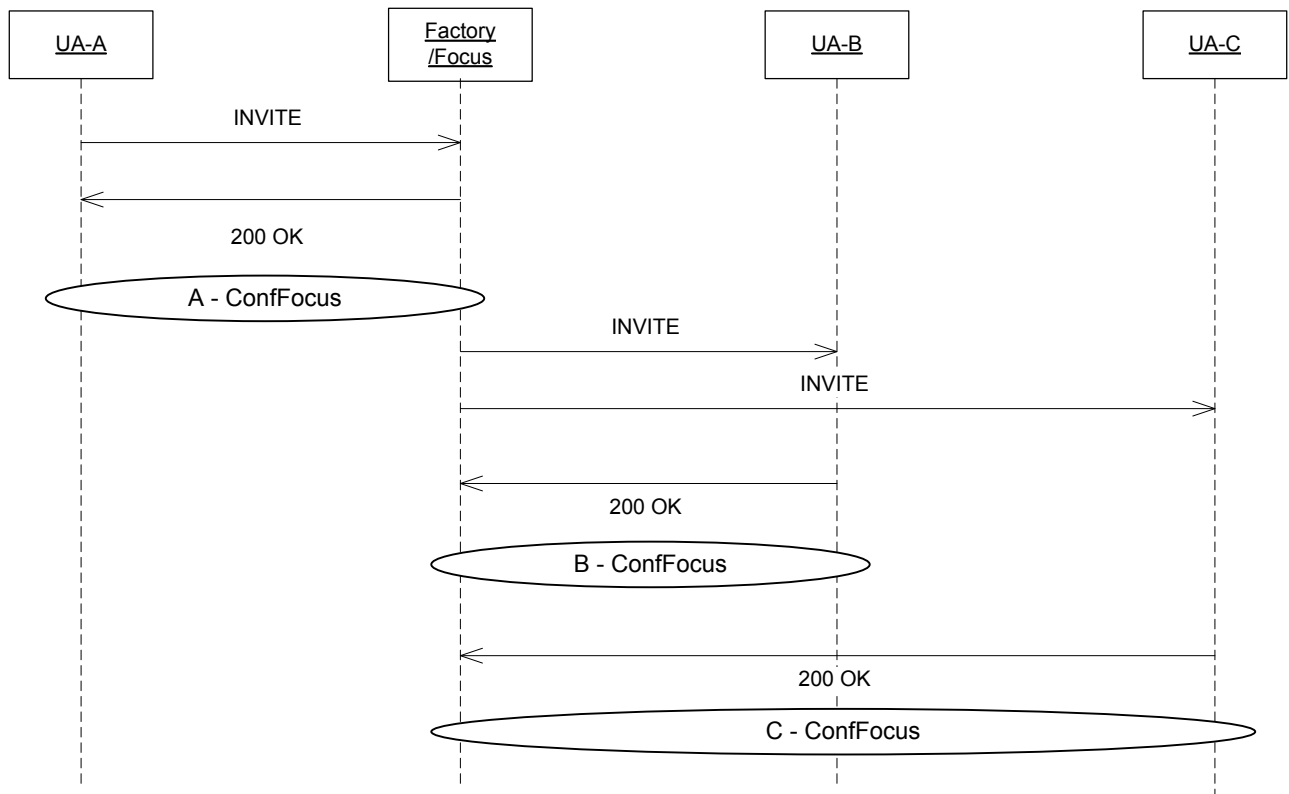 UA-A
Factory
/Focus
UA-B
UA-C
INVITE
200 OK
A - ConfFocus
INVITE
INVITE
200 OK
B - ConfFocus
200 OK
C - ConfFocus